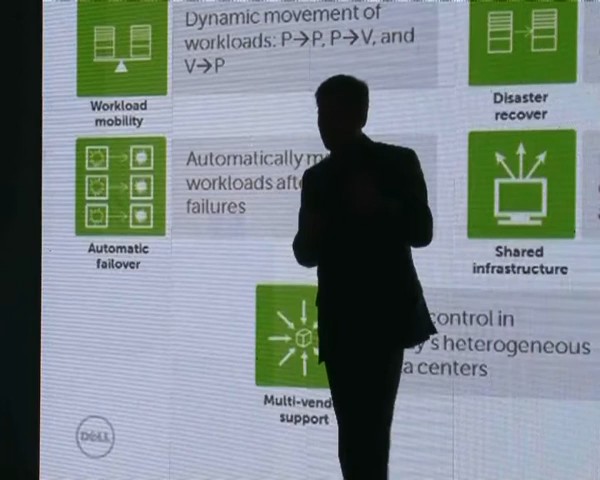 Dynamic movement of
workloads: P→P, P→V, and
V→P
Workload
mobility
Disaster
recover
Automatically
workloads
failures
Automatic
failover
Shared
infrastructure
control in
heterogeneous
centers
Multi-vend
support
DELL